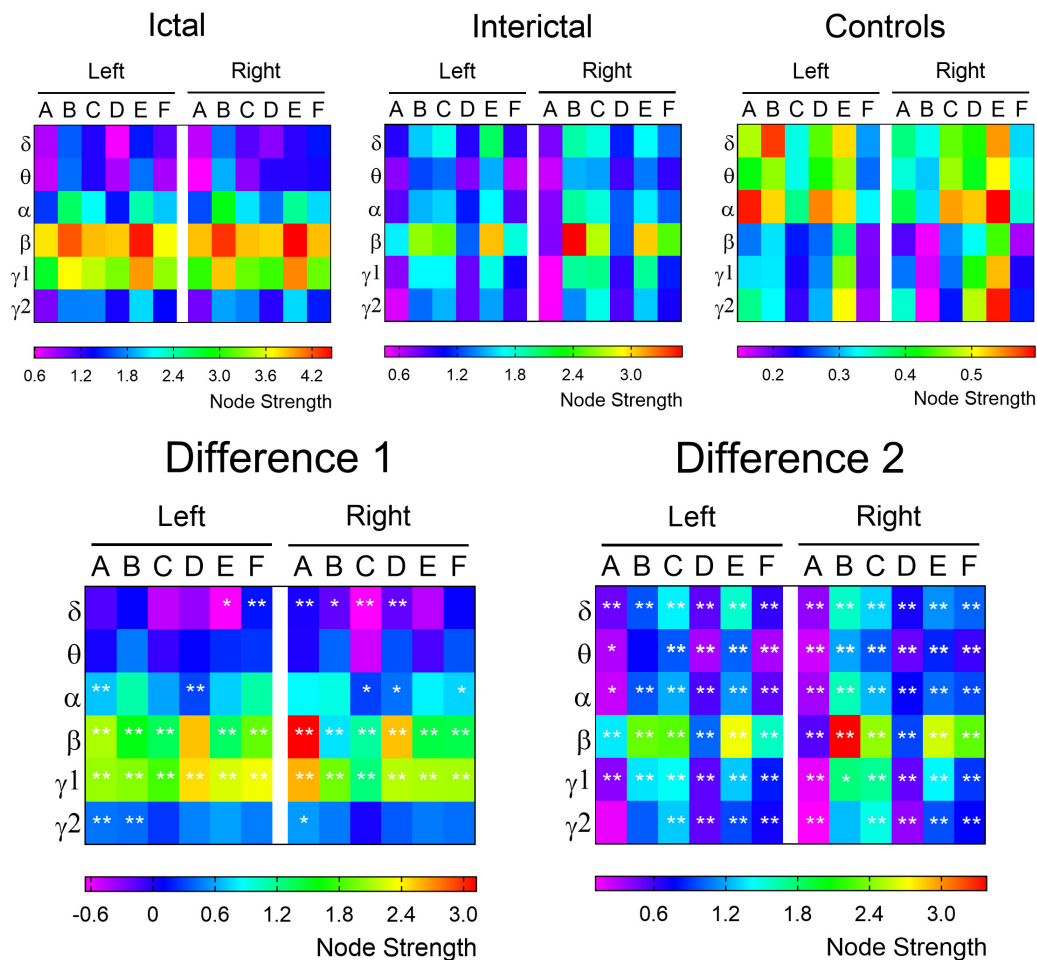 Ictal Interictal Controls
Left Right Left Right Left Right
A B C D E F A B C D E F A B C D E F A B C D E F A B C D E F A B C D E F
δ δ δ
θ θ θ
α α α
β β β
γ1 γ1 γ1
γ2 γ2 γ2
0.6 1.2 1.8 2.4 3.0 3.6 4.2 0.6 1.2 1.8 2.4 3.0 0.2 0.3 0.4 0.5
Node Strength Node Strength Node Strength
Difference 1 Difference 2
Left Right Left Right
A B C D E F A B C D E F A B C D E F A B C D E F
δ * ** ** * ** ** δ ** ** ** ** ** ** ** ** ** ** ** **
θ θ * ** ** ** ** ** ** ** ** ** **
α ** ** * * * α * ** ** ** ** ** ** ** ** ** ** **
β ** ** ** ** ** ** ** ** ** ** ** β ** ** ** ** ** ** ** ** ** ** ** **
γ1 ** ** ** ** ** ** ** ** ** ** ** ** γ1 ** ** ** ** ** ** ** * ** ** ** **
γ2 ** ** * γ2 ** ** ** ** ** ** ** ** **
-0.6 0 0.6 1.2 1.8 2.4 3.0 0.6 1.2 1.8 2.4 3.0
Node Strength Node Strength